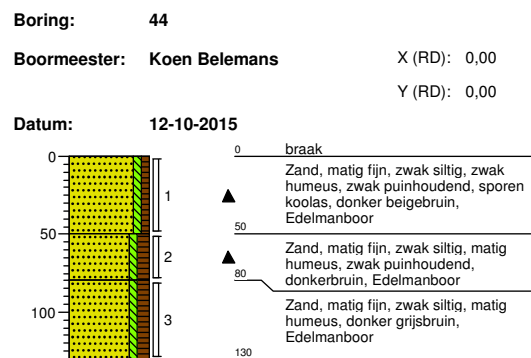 Boring: 44
Boormeester: Koen Belemans X (RD): 0,00
Y (RD): 0,00
Datum: 12-10-2015
0 0 braak
1 Zand, matig fijn, zwak siltig, zwak
humeus, zwak puinhoudend, sporen
koolas, donker beigebruin,
Edelmanboor
50 50
2 Zand, matig fijn, zwak siltig, matig
humeus, zwak puinhoudend,
donkerbruin, Edelmanboor
80
100 3 Zand, matig fijn, zwak siltig, matig
humeus, donker grijsbruin,
Edelmanboor
130